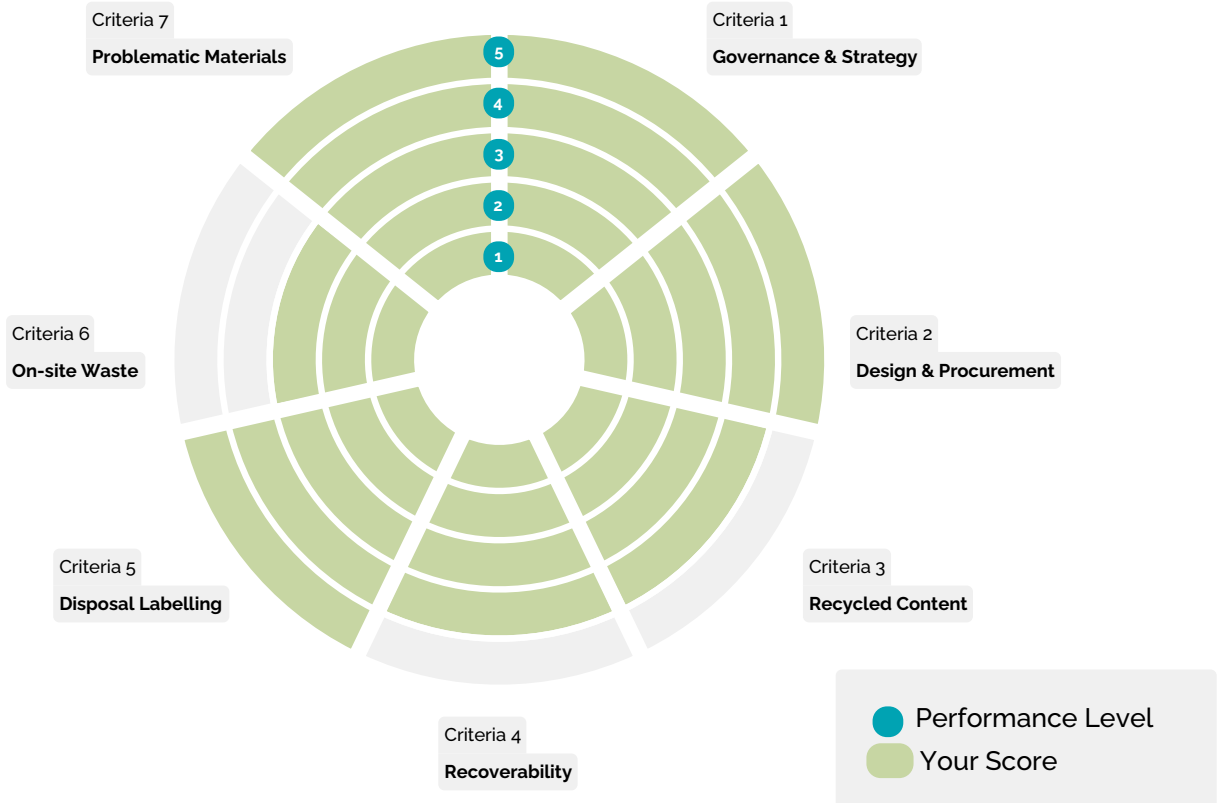 Criteria 7
Problematic Materials
Criteria 1
Governance & Strategy
5
4
3
2
1
Criteria 6
On-site Waste
Criteria 2
Design & Procurement
Criteria 5
Disposal Labelling
Criteria 3
Recycled Content
Criteria 4
Recoverability
Performance Level
Your Score